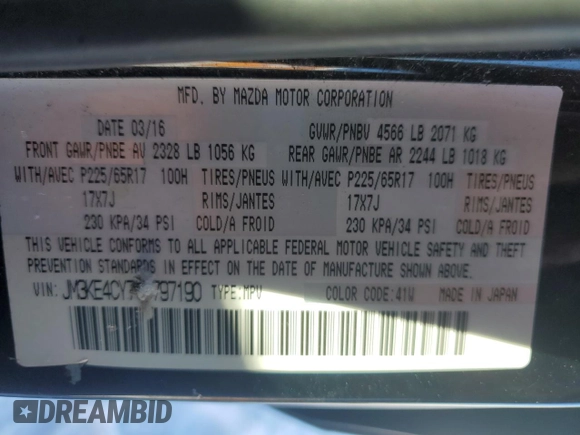 MFD. BY MAZDA MOTOR CORPORATION
DATE 03/16 GVWR/PNBV 4566 LB 2071 KG
FRONT GAWR/PNBE AV 2328 LB 1056 KG REAR GAWR/PNBE AR 2244 LB 1018 KG
WITH/AVEC P225/65R17 100H TIRES/PNEUS WITH/AVEC P225/65R17 100H TIRES/PNEUS
17X7J RIMS/JANTES 17X7J RIMS/JANTES
230 KPA/34 PSI COLD/A FROID 230 KPA/34 PSI COLD/A FROID
THIS VEHICLE CONFORMS TO ALL APPLICABLE FEDERAL MOTOR VEHICLE SAFETY AND THEFT
PREVENTION STANDARDS IN EFFECT ON THE DATE OF MANUFACTURE SHOWN ABOVE.
VIN: TYPE:MPV COLOR CODE:41W MADE IN JAPAN
DREAMBID